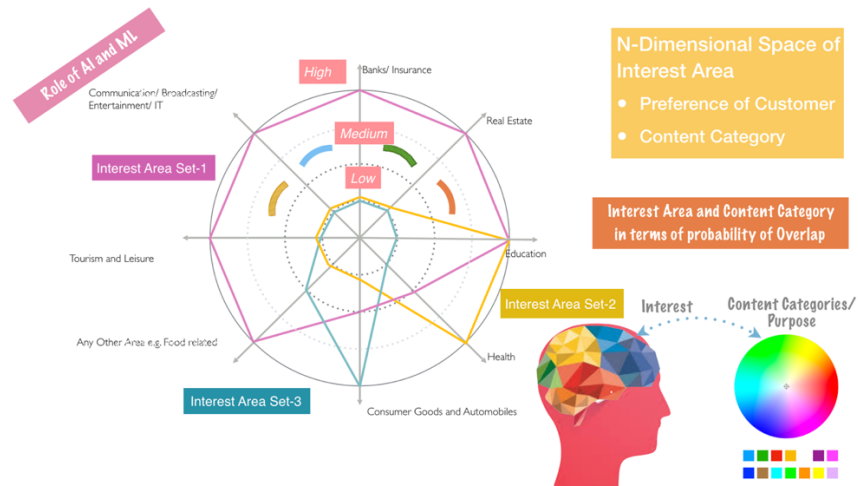 Role of AI and ML
High
Banks/ Insurance
Communication/ Broadcasting/
Entertainment/ IT
Real Estate
Medium
Low
Interest Area Set-1
Tourism and Leisure
Education
Any Other Area e.g. Food related
Health
Interest Area Set-2
Interest Area Set-3
Consumer Goods and Automobiles
N-Dimensional Space of
Interest Area
• Preference of Customer
• Content Category
Interest Area and Content Category
in terms of probability of Overlap
Interest
Content Categories/
Purpose